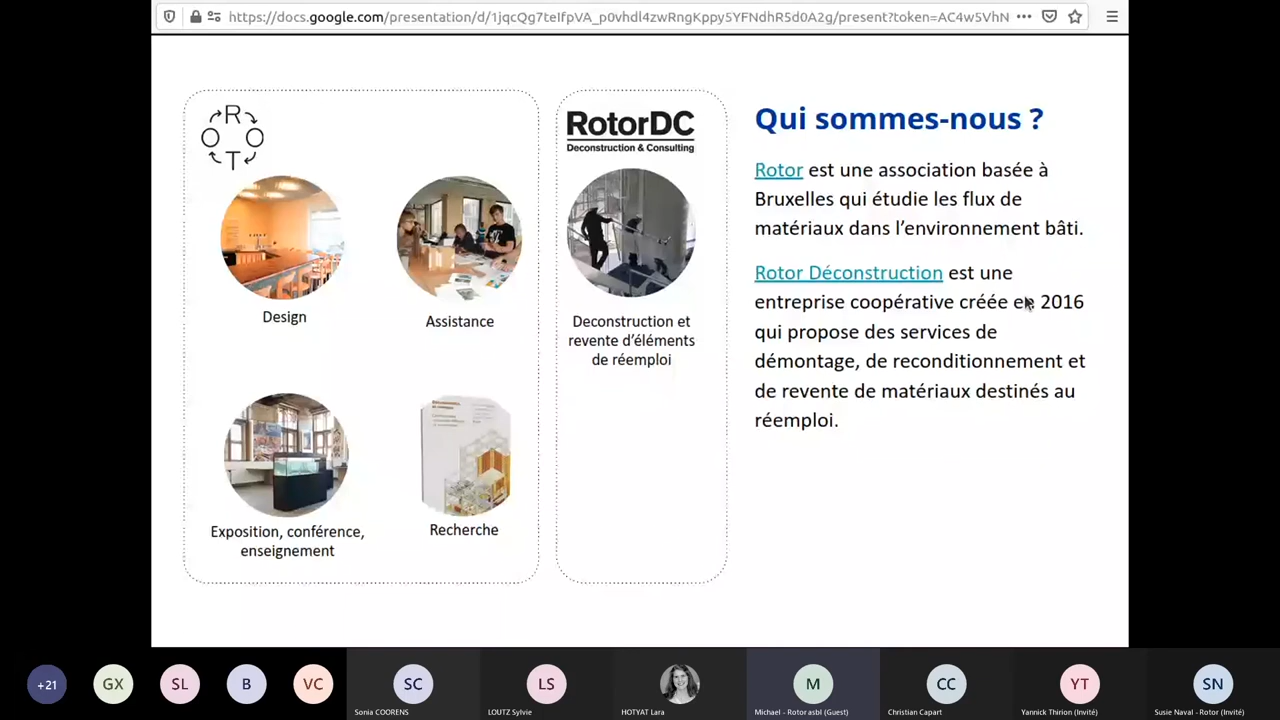 https://docs.google.com/presentation/d/1jqcQg7teIfpVA_p0vhdl4zwRngKppy5YFNdhR5d0A2g/present?token=AC4w5VhN
R
O O
T
Design
Assistance
Exposition, conférence,
enseignement
Recherche
RotorDC
Deconstruction & Consulting
Deconstruction et
revente d’éléments
de réemploi
Qui sommes-nous ?
Rotor est une association basée à
Bruxelles qui étudie les flux de
matériaux dans l’environnement bâti.
Rotor Déconstruction est une
entreprise coopérative créée en 2016
qui propose des services de
démontage, de reconditionnement et
de revente de matériaux destinés au
réemploi.
+21
GX
SL
B
VC
SC
Sonia COORENS
LS
LOUTZ Sylvie
HOTYAT Lara
M
Michael - Rotor asbl (Guest)
CC
Christian Capart
YT
Yannick Thirion (Invité)
SN
Susie Naval - Rotor (Invité)